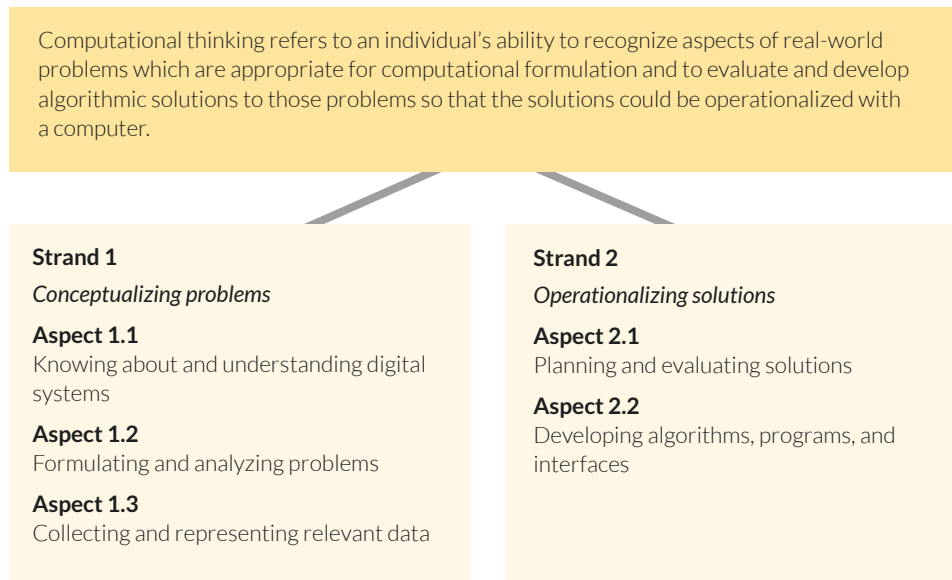 Computational thinking refers to an individual’s ability to recognize aspects of real-world
problems which are appropriate for computational formulation and to evaluate and develop
algorithmic solutions to those problems so that the solutions could be operationalized with
a computer.
Strand 1
Conceptualizing problems
Aspect 1.1
Knowing about and understanding digital
systems
Aspect 1.2
Formulating and analyzing problems
Aspect 1.3
Collecting and representing relevant data
Strand 2
Operationalizing solutions
Aspect 2.1
Planning and evaluating solutions
Aspect 2.2
Developing algorithms, programs, and
interfaces